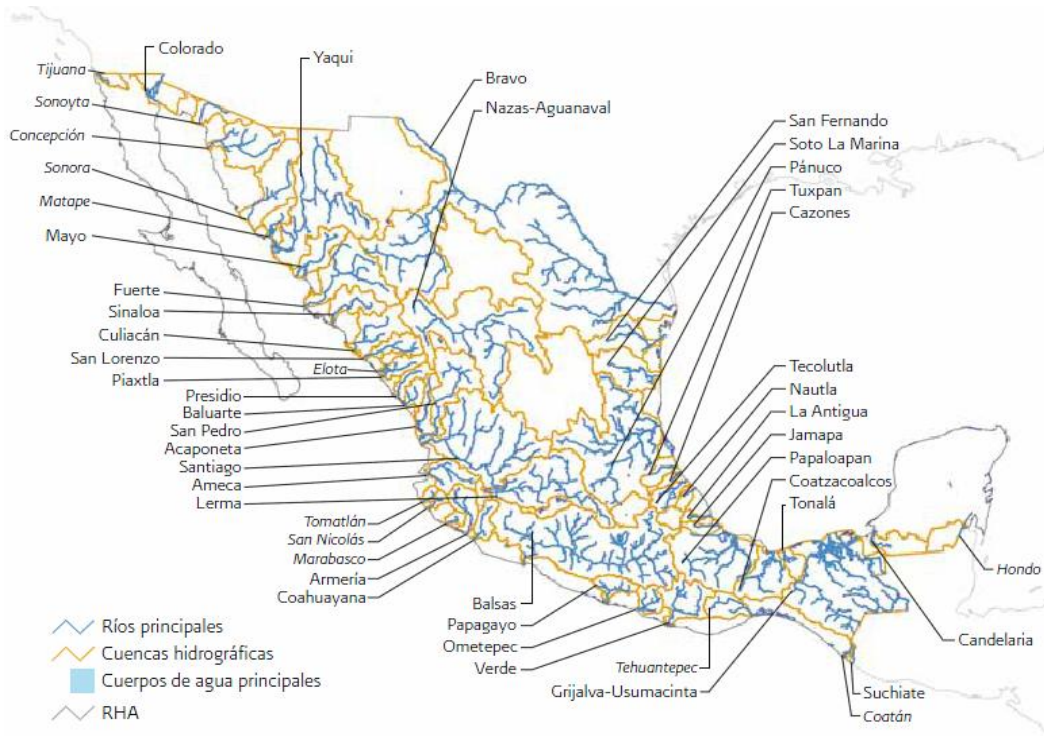 Colorado
Tijuana
Yaqui
Sonoyta
Bravo
Concepción
Nazas-Aguanaval
San Fernando
Soto La Marina
Sonora
Pánuco
Matape
Tuxpan
Cazones
Mayo
Fuerte
Sinaloa
Culiacán
San Lorenzo
Elota
Piaxtla
Presidio
Baluarte
San Pedro
Acaponeta
Santiago
Ameca
Lerma
Tecolutla
Nautla
La Antigua
Jamapa
Papaloapan
Coatzacoalcos
Tonalá
Tomatlán
San Nicolás
Marabasco
Armería
Coahuayana
Hondo
Balsas
Papagayo
Ometepec
Verde
Tehuantepec
Grijalva-Usumacinta
Candelaria
Suchiate
Coatán
Ríos principales
Cuencas hidrográficas
Cuerpos de agua principales
RHA